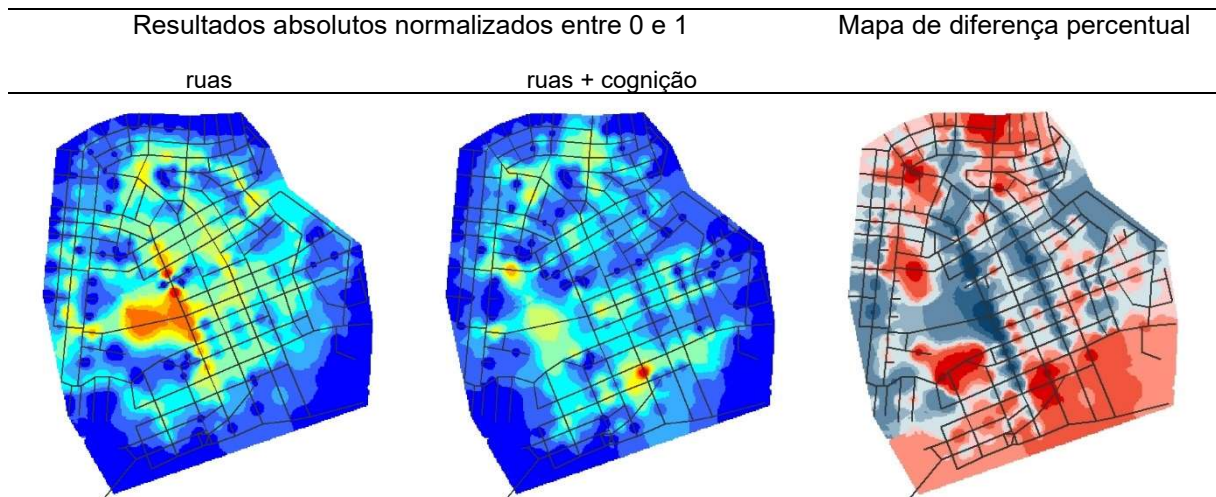 Resultados absolutos normalizados entre 0 e 1 Mapa de diferença percentual
ruas ruas + cognição